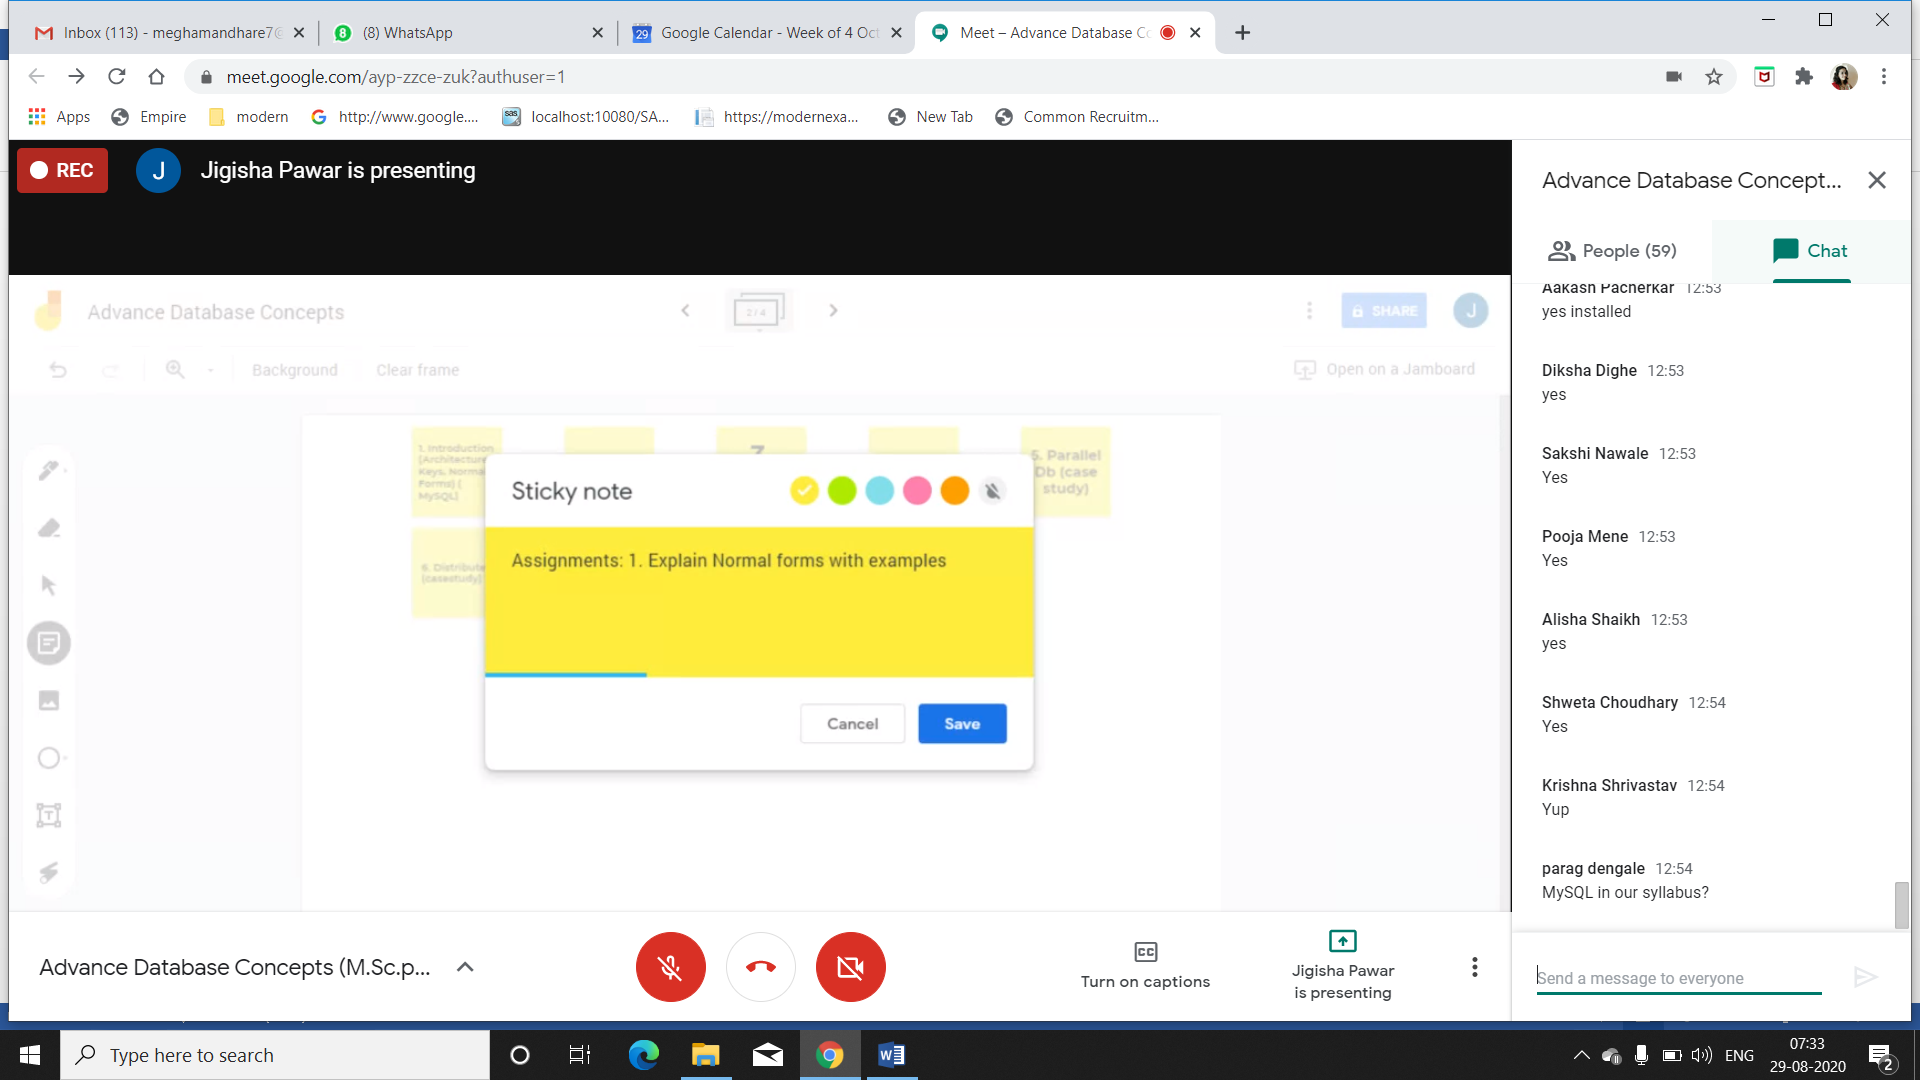 Inbox (113) - meghamandhare7@
(8) WhatsApp
Google Calendar - Week of 4 Oct
Meet – Advance Database Co
meet.google.com/ayp-zzce-zuk?authuser=1
Apps
Empire
modern
http://www.google....
localhost:10080/SA...
https://modernexa...
New Tab
Common Recruitm...
REC
J
Jigisha Pawar is presenting
Advance Database Concepts
2 / 4
SHARE
J
Background
Clear frame
Open on a Jamboard
1. Introduction
(Architecture
Keys, Normal
Forms) (
MySQL)
5. Parallel
Db (case
study)
6. Distribute
(casestudy)
Sticky note
Assignments: 1. Explain Normal forms with examples
Cancel
Save
Advance Database Concept...
People (59)
Chat
Aakash Pacherkar 12:53
yes installed
Diksha Dighe 12:53
yes
Sakshi Nawale 12:53
Yes
Pooja Mene 12:53
Yes
Alisha Shaikh 12:53
yes
Shweta Choudhary 12:54
Yes
Krishna Shrivastav 12:54
Yup
parag dengale 12:54
MySQL in our syllabus?
Send a message to everyone
Advance Database Concepts (M.Sc.p...
Turn on captions
Jigisha Pawar
is presenting
Type here to search
ENG
07:33
29-08-2020
2